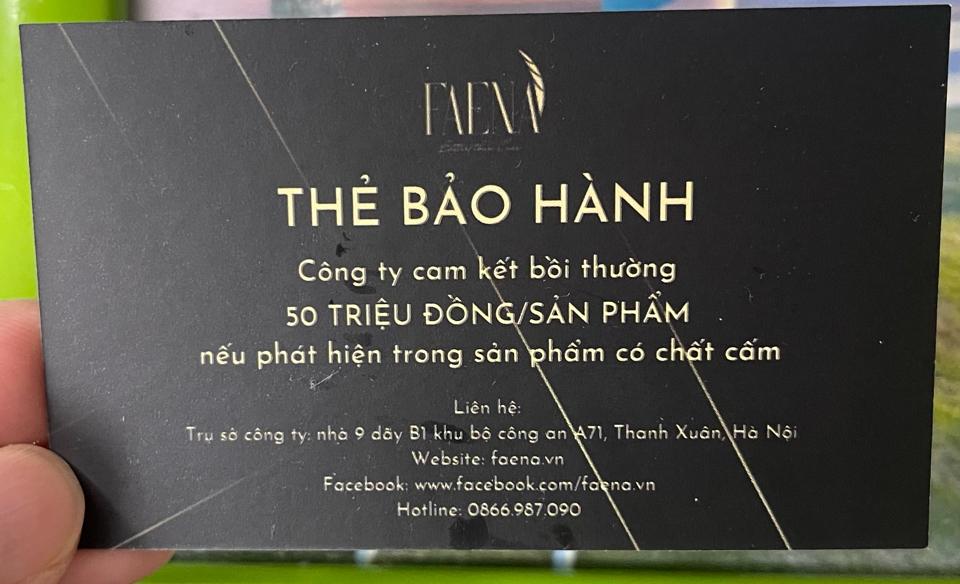 FAENA
THẺ BẢO HÀNH
Công ty cam kết bồi thường
50 TRIỆU ĐỒNG/SẢN PHẨM
nếu phát hiện trong sản phẩm có chất cấm
Liên hệ:
Trụ sở công ty: nhà 9 dãy B1 khu bộ công an A71, Thanh Xuân, Hà Nội
Website: faena.vn
Facebook: www.facebook.com/faena.vn
Hotline: 0866.987.090